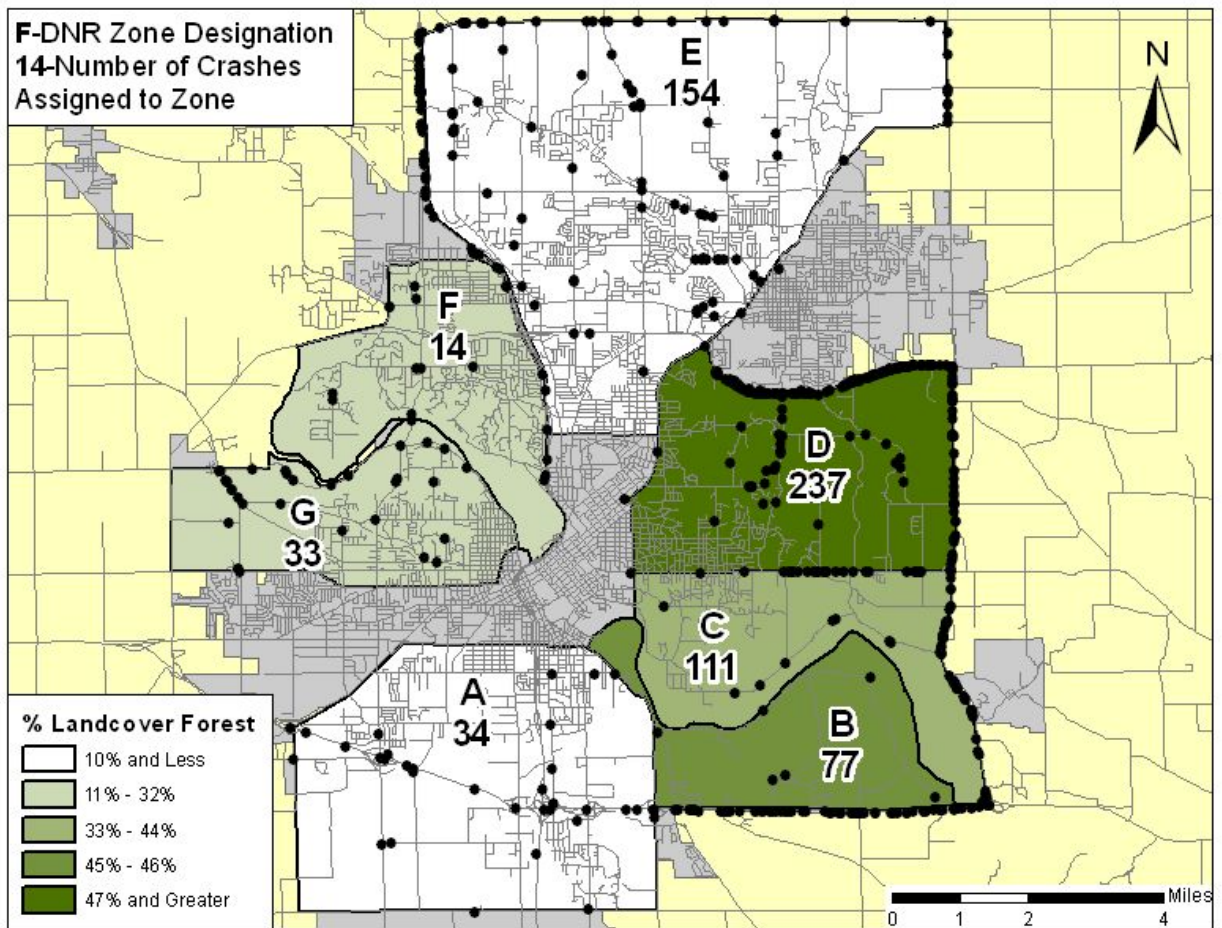 F-DNR Zone Designation
14-Number of Crashes
Assigned to Zone
E
154
N
F
14
D
237
G
33
C
111
A
34
B
77
% Landcover Forest
10% and Less
11% - 32%
33% - 44%
45% - 46%
47% and Greater
Miles
0 1 2 4